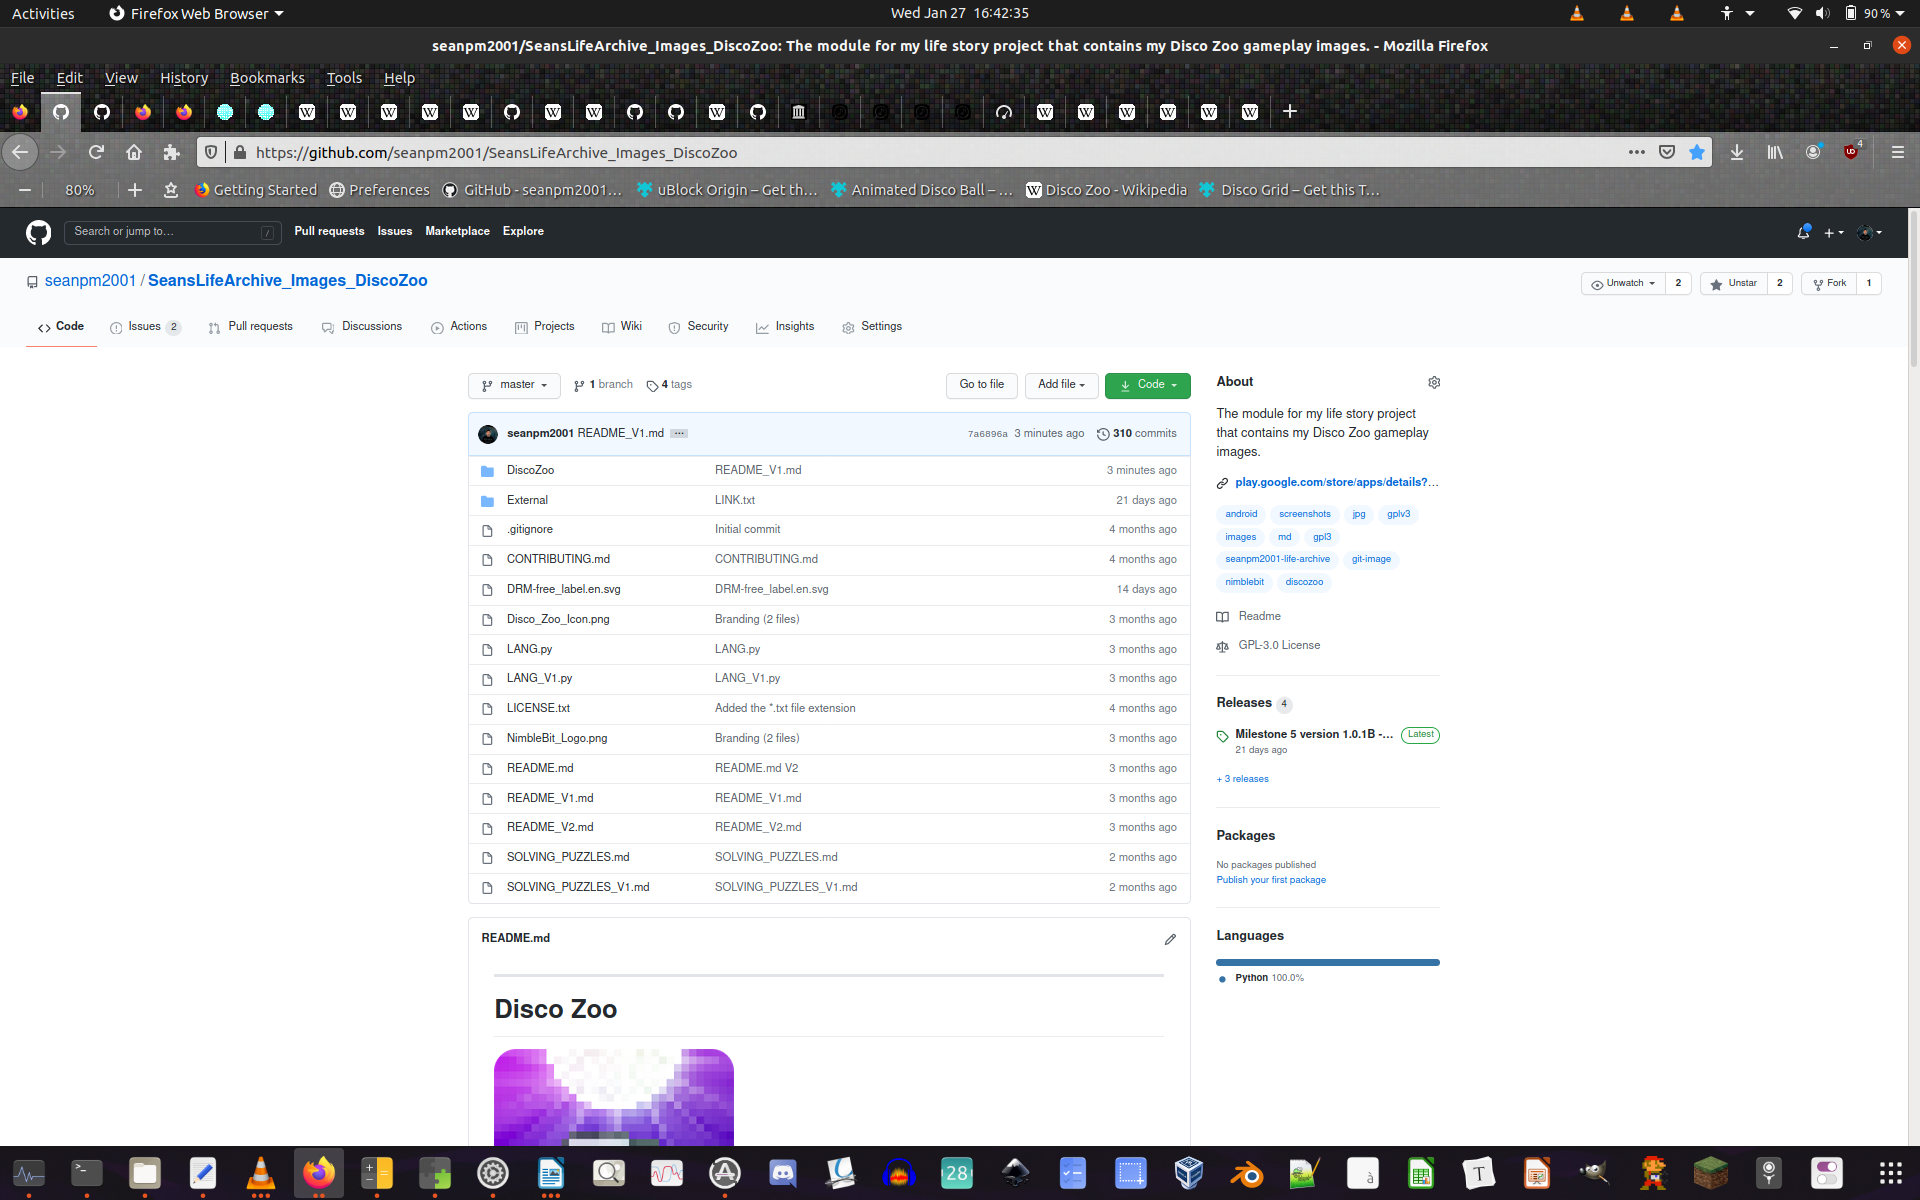 Activities Firefox Web Browser Wed Jan 27 16:42:35 90 %
seanpm2001/SeansLifeArchive_Images_DiscoZoo: The module for my life story project that contains my Disco Zoo gameplay images. - Mozilla Firefox
File Edit View History Bookmarks Tools Help
https://github.com/seanpm2001/SeansLifeArchive_Images_DiscoZoo 4
80% Getting Started Preferences GitHub - seanpm2001... uBlock Origin – Get th... Animated Disco Ball – ... Disco Zoo - Wikipedia Disco Grid – Get this T...
Search or jump to... / Pull requests Issues Marketplace Explore
seanpm2001 / SeansLifeArchive_Images_DiscoZoo Unwatch 2 Unstar 2 Fork 1
Code Issues 2 Pull requests Discussions Actions Projects Wiki Security Insights Settings
master 1 branch 4 tags Go to file Add file Code
seanpm2001 README_V1.md ... 7a6896a 3 minutes ago 310 commits
DiscoZoo README_V1.md 3 minutes ago
External LINK.txt 21 days ago
.gitignore Initial commit 4 months ago
CONTRIBUTING.md CONTRIBUTING.md 4 months ago
DRM-free_label.en.svg DRM-free_label.en.svg 14 days ago
Disco_Zoo_Icon.png Branding (2 files) 3 months ago
LANG.py LANG.py 3 months ago
LANG_V1.py LANG_V1.py 3 months ago
LICENSE.txt Added the *.txt file extension 4 months ago
NimbleBit_Logo.png Branding (2 files) 3 months ago
README.md README.md V2 3 months ago
README_V1.md README_V1.md 3 months ago
README_V2.md README_V2.md 3 months ago
SOLVING_PUZZLES.md SOLVING_PUZZLES.md 2 months ago
SOLVING_PUZZLES_V1.md SOLVING_PUZZLES_V1.md 2 months ago
README.md
Disco Zoo
About
The module for my life story project
that contains my Disco Zoo gameplay
images.
play.google.com/store/apps/details?...
android screenshots jpg gplv3
images md gpl3
seanpm2001-life-archive git-image
nimblebit discozoo
Readme
GPL-3.0 License
Releases 4
Milestone 5 version 1.0.1B -... Latest
21 days ago
+ 3 releases
Packages
No packages published
Publish your first package
Languages
Python 100.0%
28